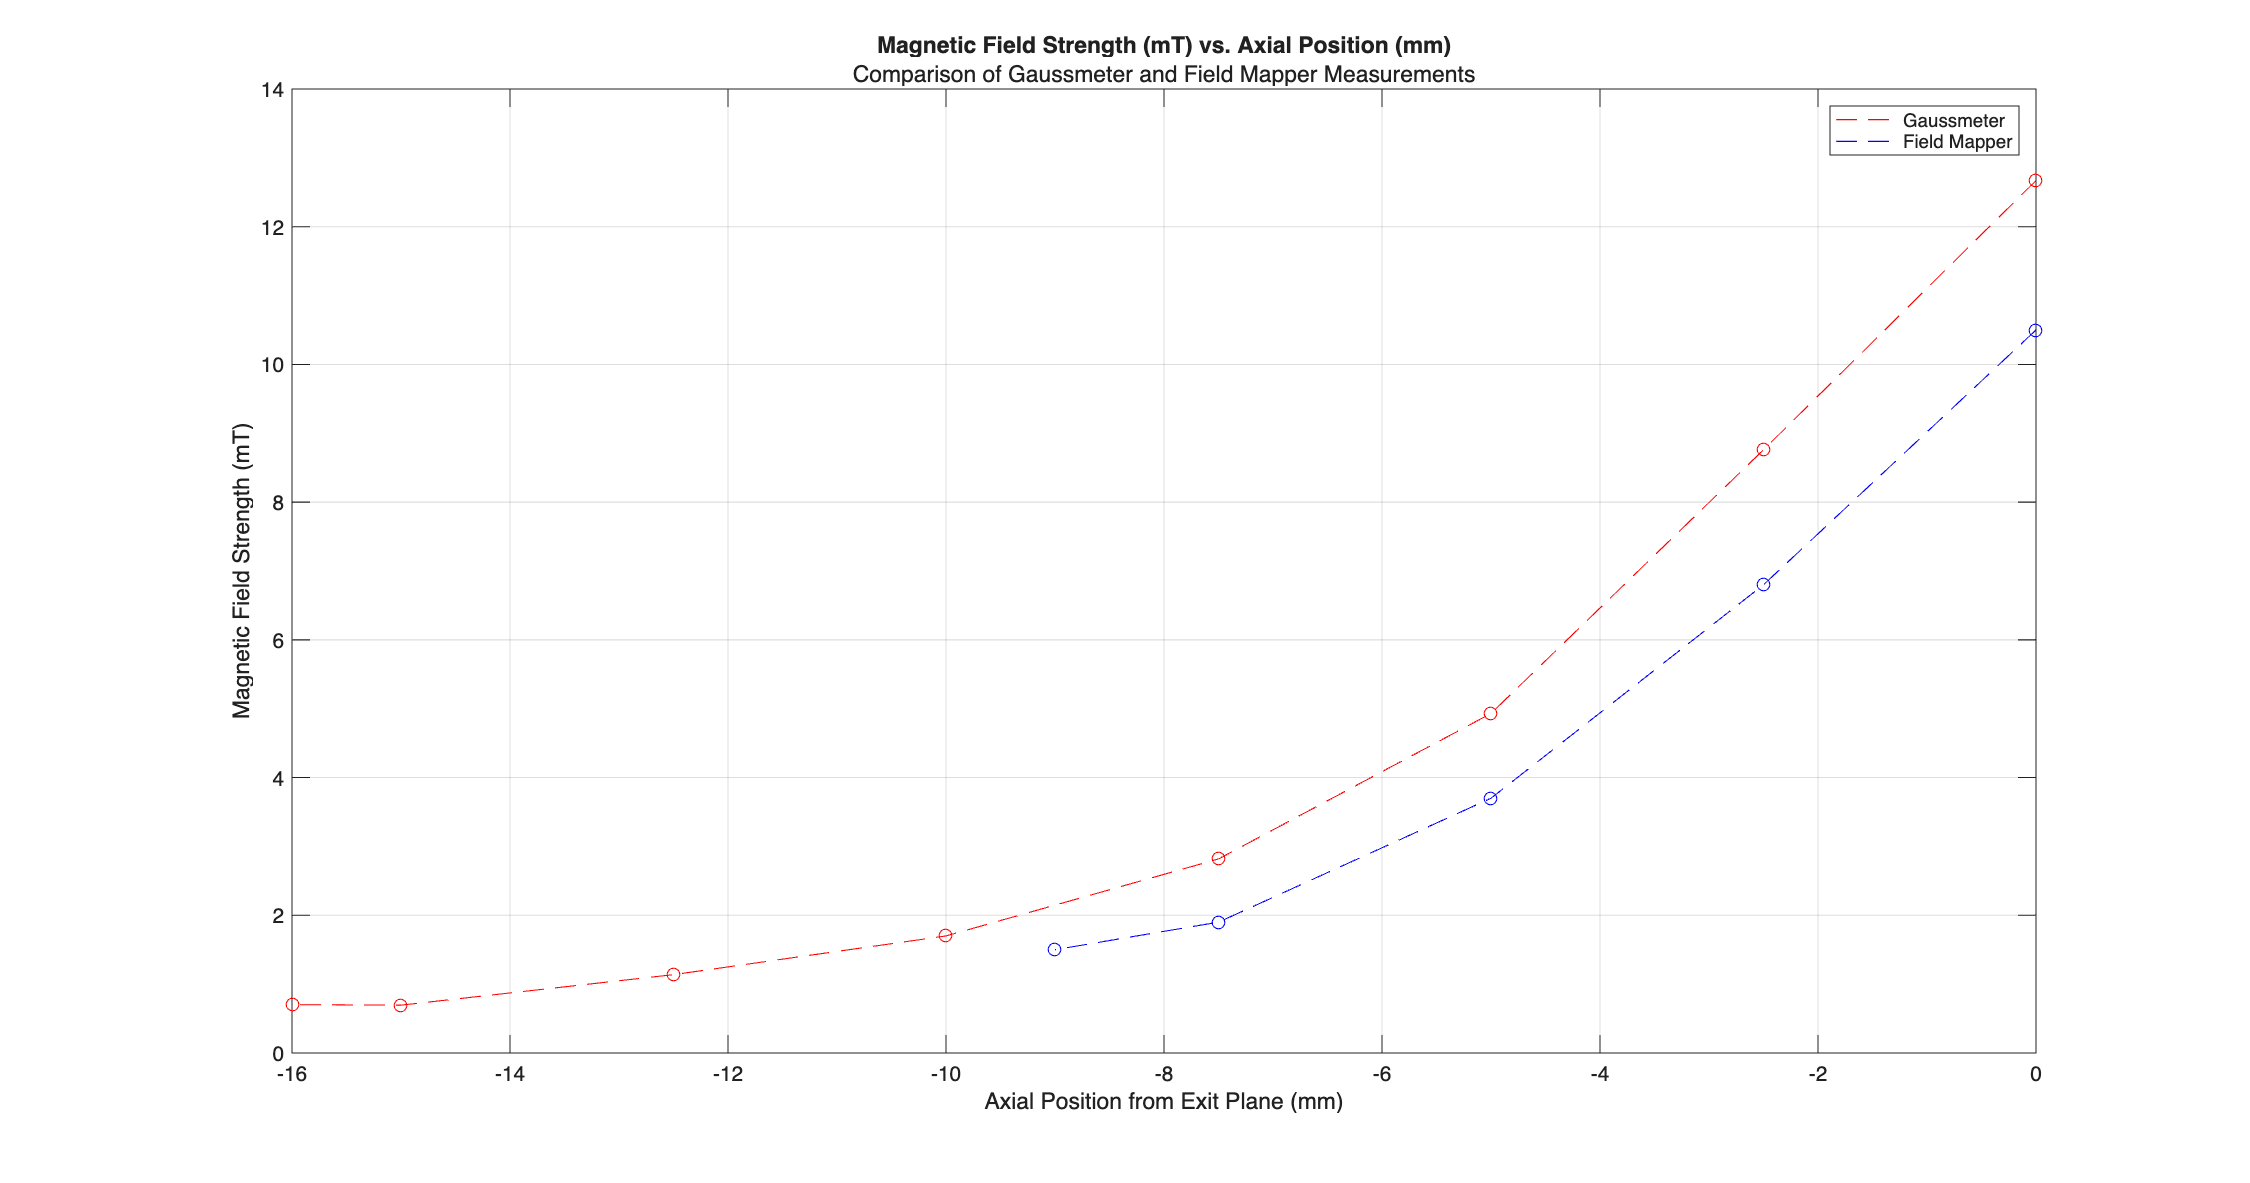 Magnetic Field Strength (mT) vs. Axial Position (mm)
Comparison of Gaussmeter and Field Mapper Measurements
Gaussmeter
Field Mapper
14
12
10
8
6
4
2
0
Magnetic Field Strength (mT)
-16 -14 -12 -10 -8 -6 -4 -2 0
Axial Position from Exit Plane (mm)